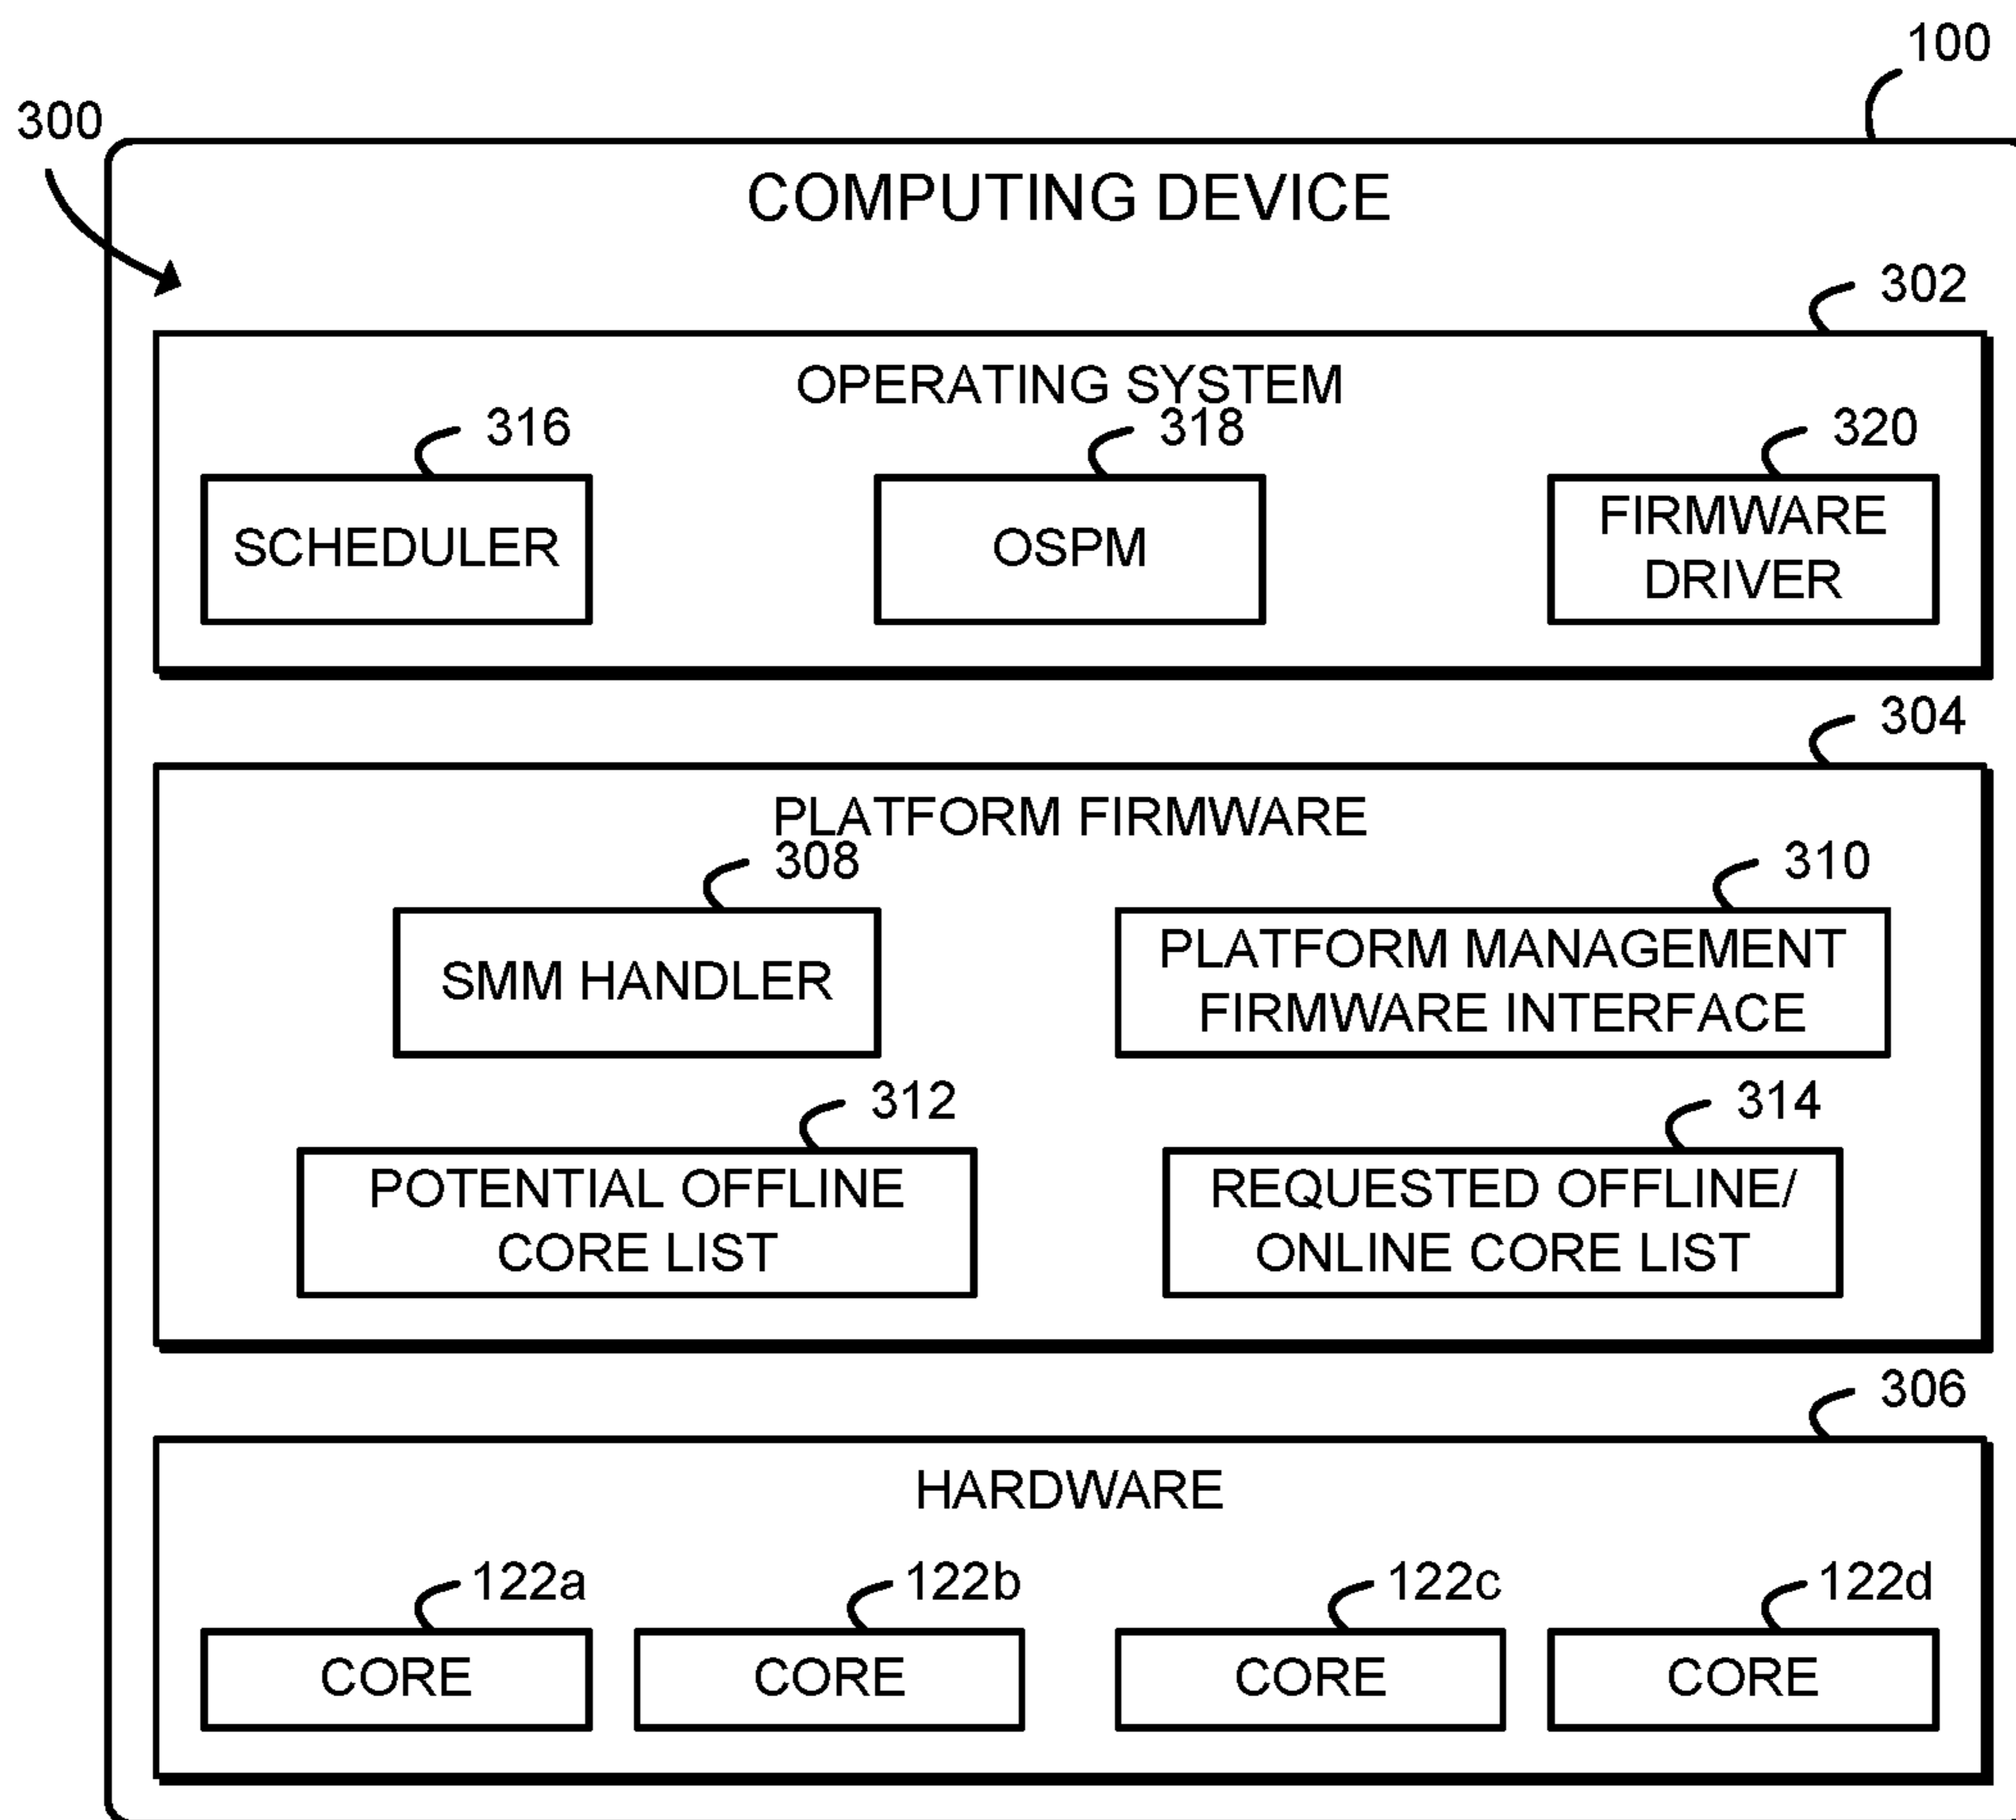 100
300
COMPUTING DEVICE
302
OPERATING SYSTEM
316
318
320
SCHEDULER
OSPM
FIRMWARE
DRIVER
304
PLATFORM FIRMWARE
308
310
SMM HANDLER
PLATFORM MANAGEMENT
FIRMWARE INTERFACE
312
314
POTENTIAL OFFLINE
CORE LIST
REQUESTED OFFLINE/
ONLINE CORE LIST
306
HARDWARE
122a
122b
122c
122d
CORE
CORE
CORE
CORE